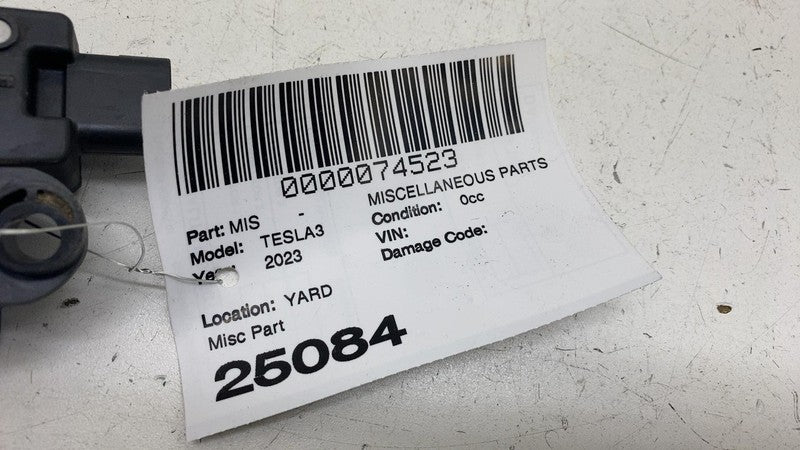 0000074523
Part: MIS - MISCELLANEOUS PARTS
Model: TESLA3 Condition: 0cc
2023 VIN:
Damage Code:
Location: YARD
Misc Part
25084